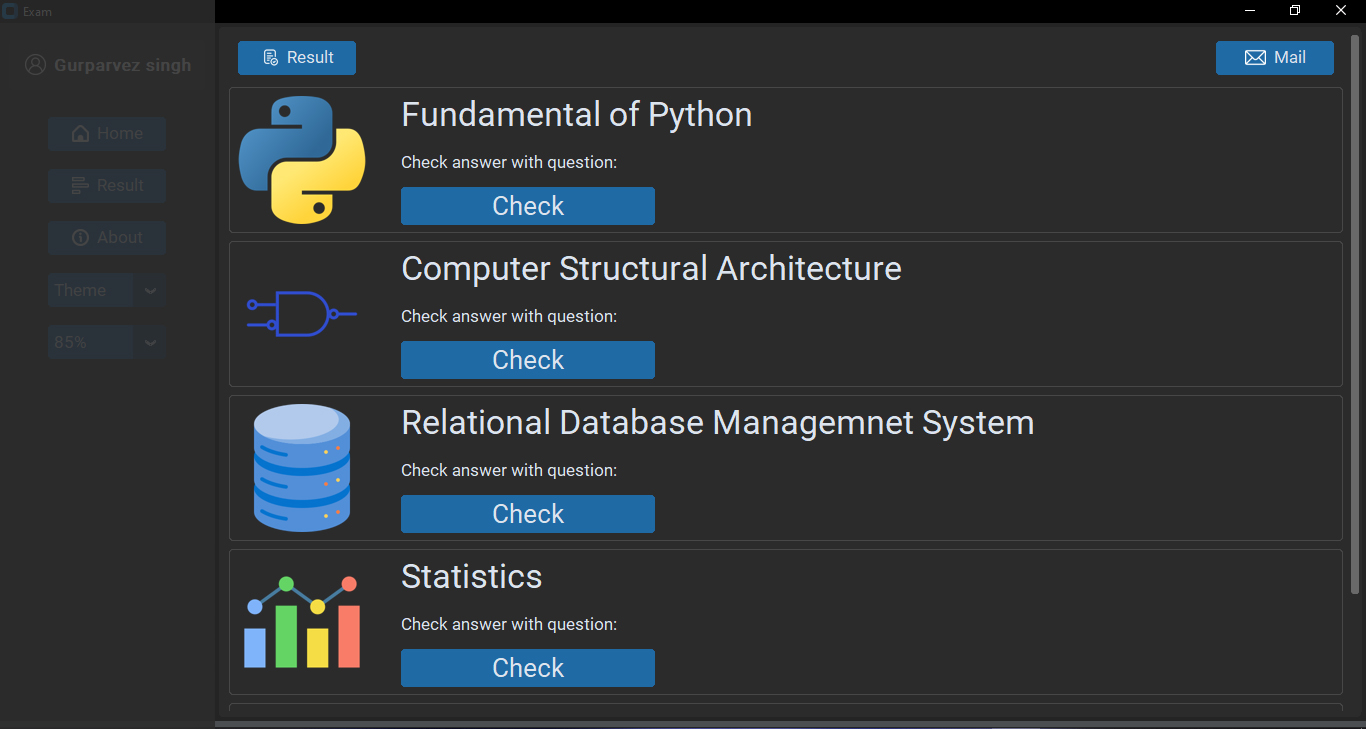 Exam
Gurparvez singh
Home
Result
About
Theme
85%
Result
Mail
Fundamental of Python
Check answer with question:
Check
Computer Structural Architecture
Check answer with question:
Check
Relational Database Managemnet System
Check answer with question:
Check
Statistics
Check answer with question:
Check